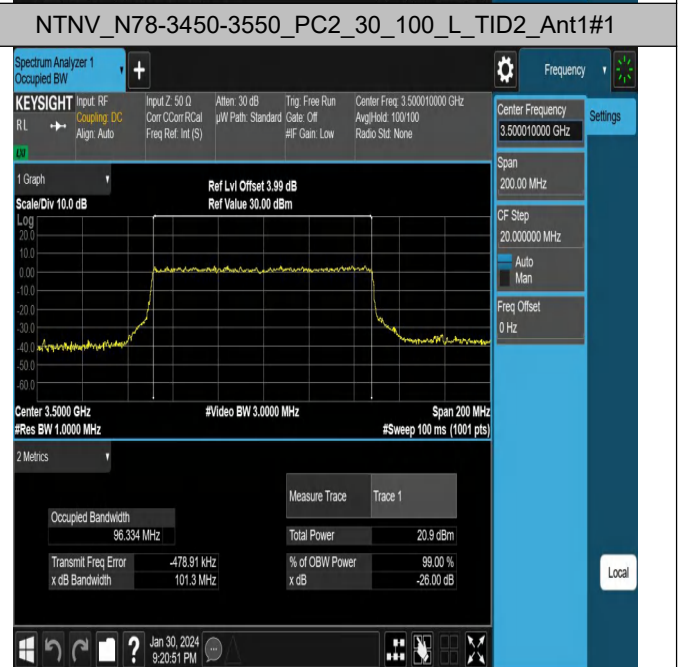 NTNV_N78-3450-3550_PC2_30_100_L_TID2_Ant1#1
Spectrum Analyzer 1
Occupied BW
+
Frequency
KEYSIGHT
Input: RF
Coupling: DC
Align: Auto
Input Z: 50 Ω
Corr CCorr RCal
Freq Ref: Int (S)
Atten: 30 dB
µW Path: Standard
Trig: Free Run
Gate: Off
#IF Gain: Low
Center Freq: 3.500010000 GHz
Avg|Hold: 100/100
Radio Std: None
RL
LXI
Center Frequency
3.500010000 GHz
Settings
Span
200.00 MHz
CF Step
20.000000 MHz
Auto
Man
Freq Offset
0 Hz
1 Graph
Scale/Div 10.0 dB
Ref Lvl Offset 3.99 dB
Ref Value 30.00 dBm
Log
20.0
10.0
0.00
-10.0
-20.0
-30.0
-40.0
-50.0
-60.0
Center 3.5000 GHz
#Res BW 1.0000 MHz
#Video BW 3.0000 MHz
Span 200 MHz
#Sweep 100 ms (1001 pts)
2 Metrics
Measure Trace Trace 1
Occupied Bandwidth
96.334 MHz
Total Power 20.9 dBm
Transmit Freq Error -478.91 kHz
% of OBW Power 99.00 %
x dB Bandwidth 101.3 MHz
x dB -26.00 dB
Local
?
Jan 30, 2024
9:20:51 PM